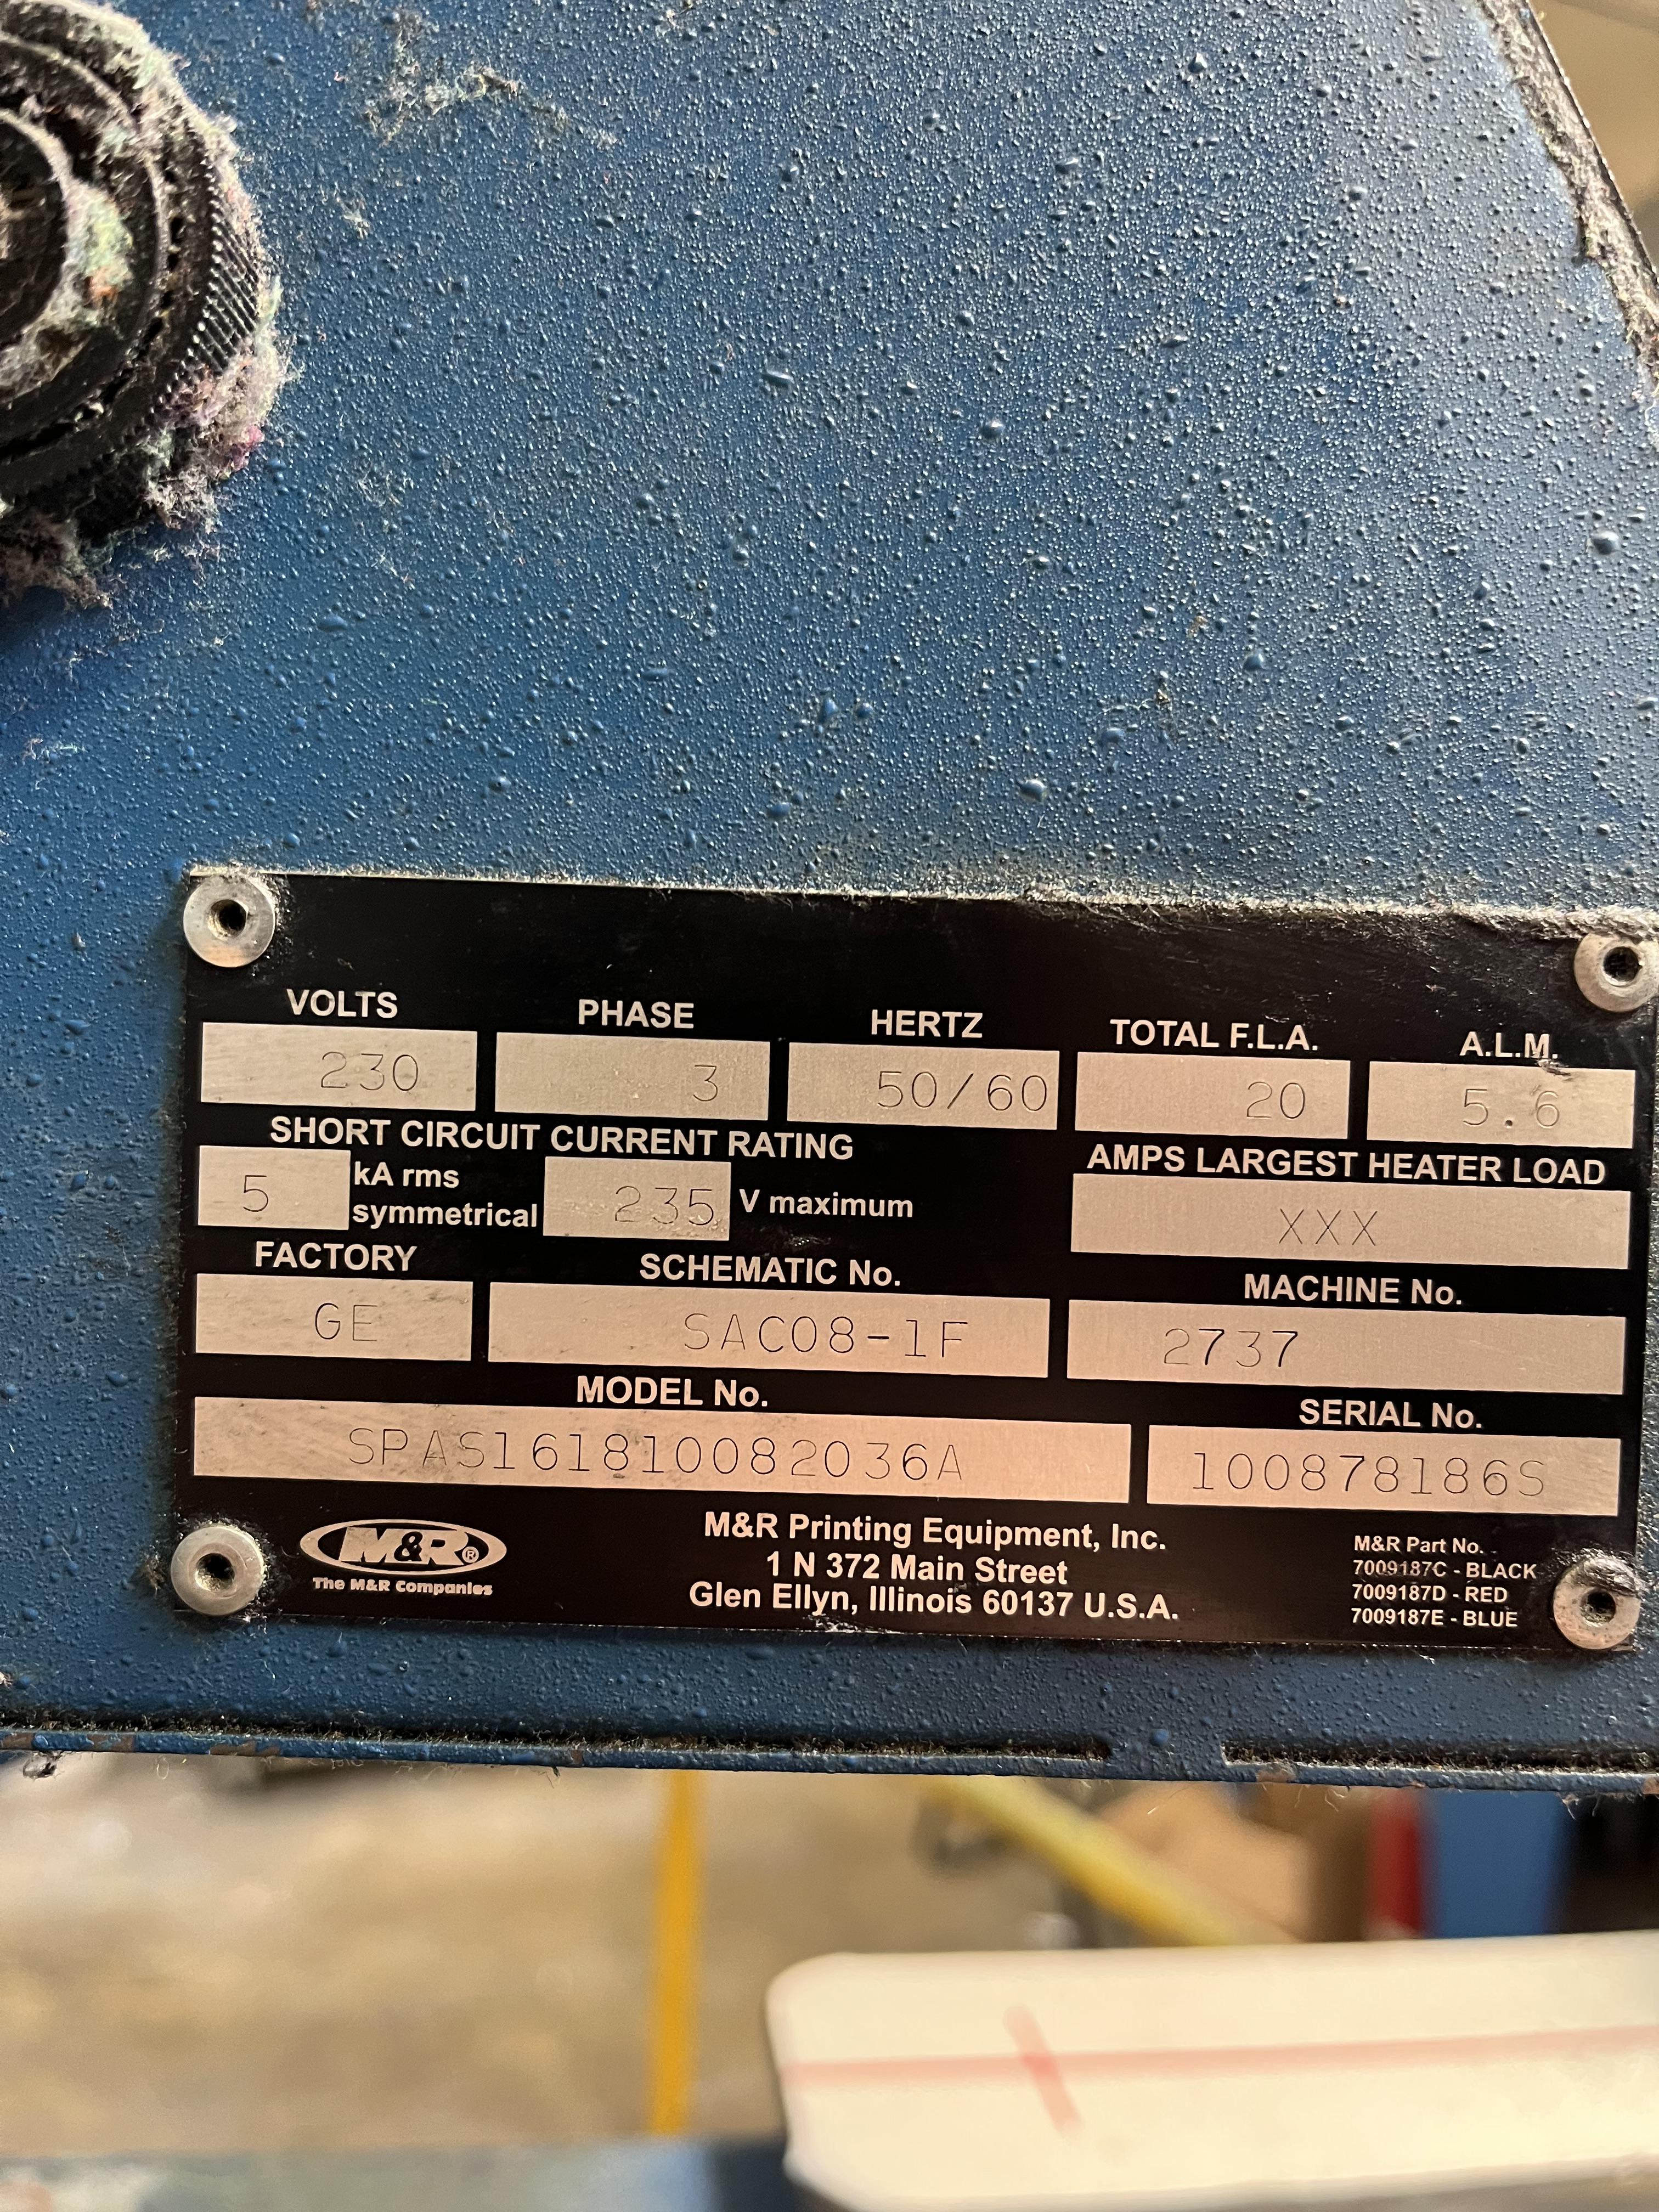 VOLTS PHASE HERTZ TOTAL F.L.A. A.L.M.
230 3 50/60 20 5.6
SHORT CIRCUIT CURRENT RATING AMPS LARGEST HEATER LOAD
5 kA rms symmetrical 235 V maximum XXX
FACTORY SCHEMATIC No. MACHINE No.
GE SAC08-1F 2737
MODEL No. SERIAL No.
SPAS161810082036A 100878186S
M&R®
The M&R Companies
M&R Printing Equipment, Inc.
1 N 372 Main Street
Glen Ellyn, Illinois 60137 U.S.A.
M&R Part No.
7009187C - BLACK
7009187D - RED
7009187E - BLUE